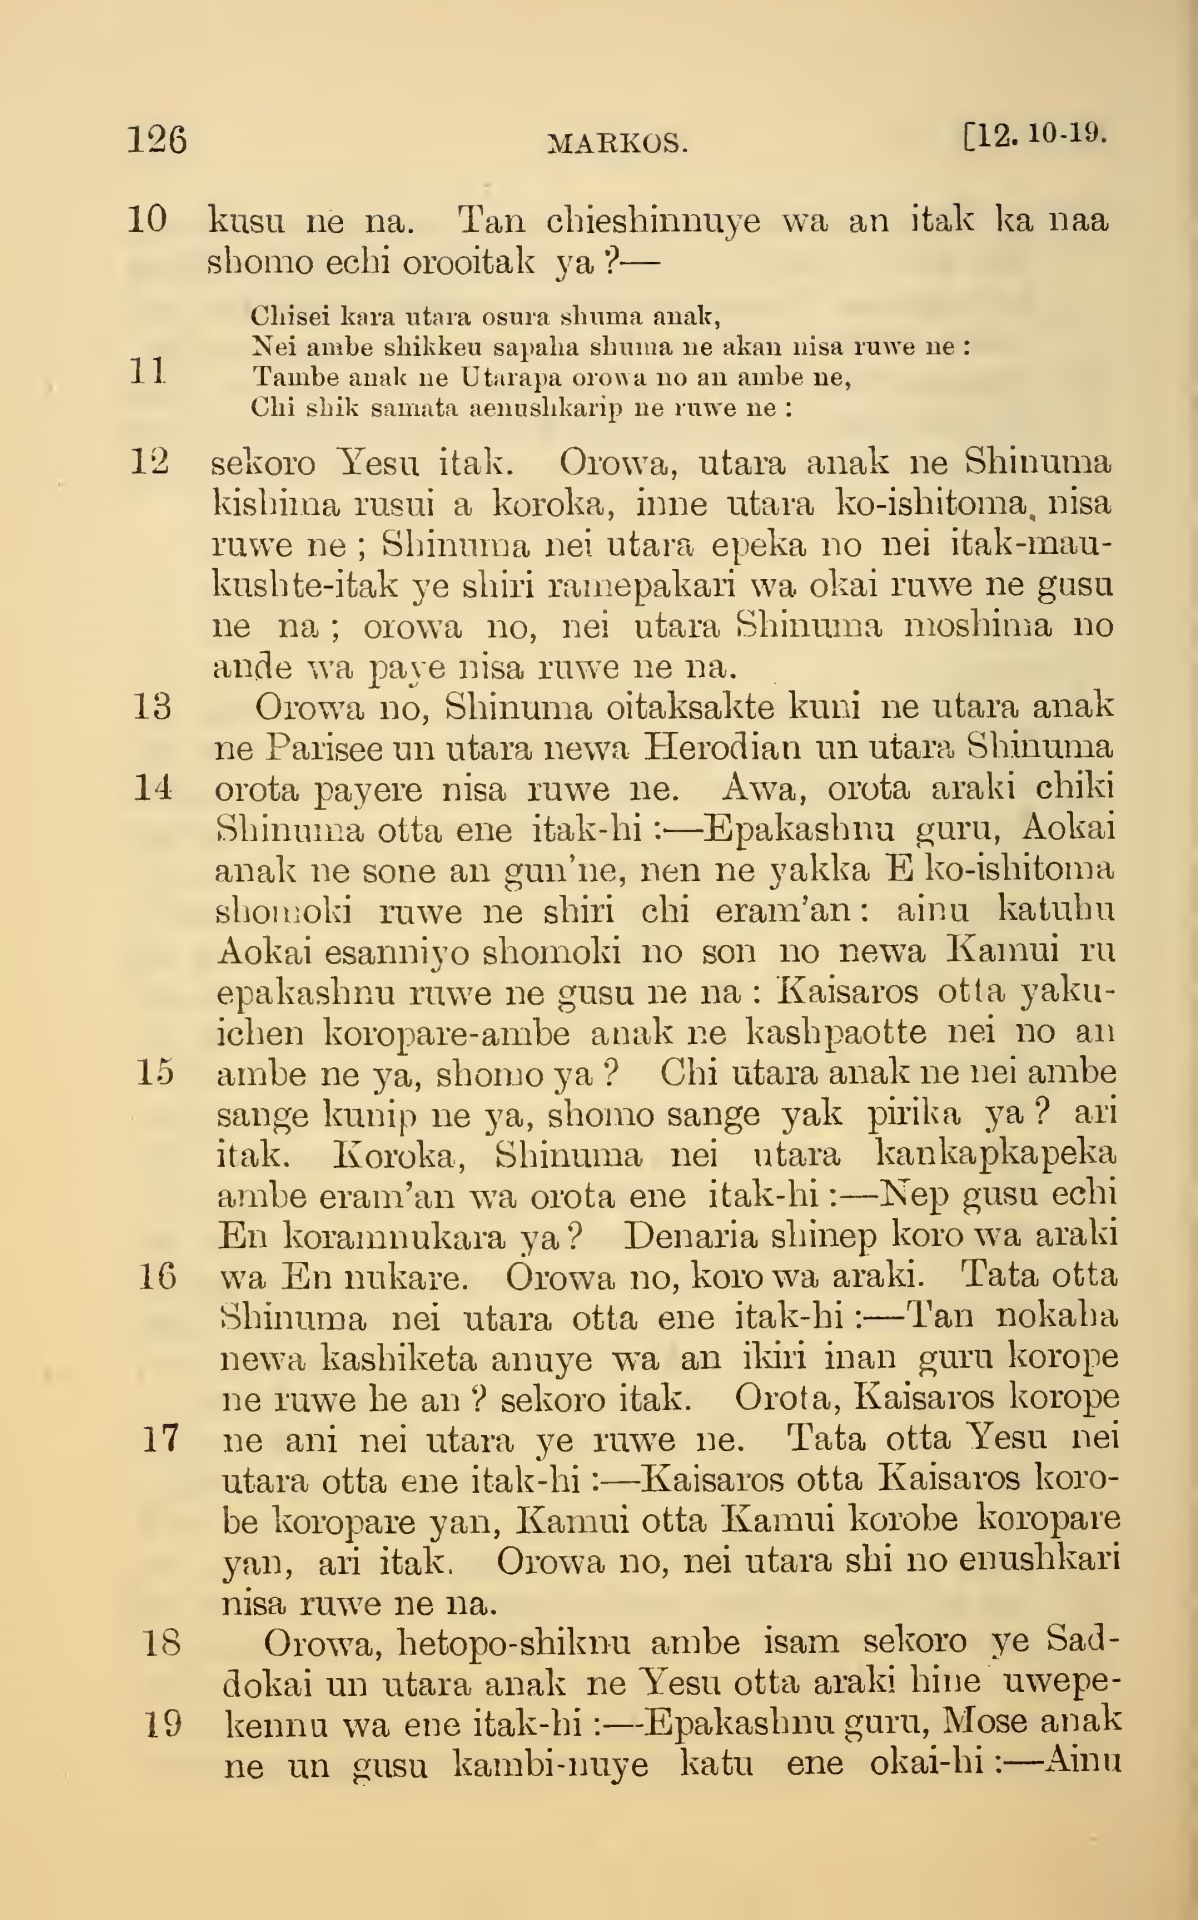 126 MARKOS. [12. 10-19.
10 kusu ne na. Tan chieshinnuye wa an itak ka naa
shomo echi orooitak ya ?—
Chisei kara utara osura shuma anak,
Nei ambe shikkeu sapaha shuma ne akan nisa ruwe ne :
11 Tambe anak ne Utarapa orowa no an ambe ne,
Chi shik samata aenushkarip ne ruwe ne :
12 sekoro Yesu itak. Orowa, utara anak ne Shinuma
kishima rusui a koroka, inne utara ko-ishitoma, nisa
ruwe ne ; Shinuma nei utara epeka no nei itak-mau-
kushte-itak ye shiri ramepakari wa okai ruwe ne gusu
ne na ; orowa no, nei utara Shinuma moshima no
ande wa paye nisa ruwe ne na.
13 Orowa no, Shinuma oitaksakte kuni ne utara anak
ne Parisee un utara newa Herodian un utara Shinuma
14 orota payere nisa ruwe ne. Awa, orota araki chiki
Shinuma otta ene itak-hi :—Epakashnu guru, Aokai
anak ne sone an gun'ne, nen ne yakka E ko-ishitoma
shomoki ruwe ne shiri chi eram'an : ainu katuhu
Aokai esanniyo shomoki no son no newa Kamui ru
epakashnu ruwe ne gusu ne na : Kaisaros otta yaku-
ichen koropare-ambe anak ne kashpaotte nei no an
15 ambe ne ya, shomo ya ? Chi utara anak ne nei ambe
sange kunip ne ya, shomo sange yak pirika ya ? ari
itak. Koroka, Shinuma nei utara kankapkapeka
ambe eram'an wa orota ene itak-hi :—Nep gusu echi
En koramnukara ya ? Denaria shinep koro wa araki
16 wa En nukare. Orowa no, koro wa araki. Tata otta
Shinuma nei utara otta ene itak-hi :—Tan nokaha
newa kashiketa anuye wa an ikiri inan guru korope
ne ruwe he an ? sekoro itak. Orota, Kaisaros korope
17 ne ani nei utara ye ruwe ne. Tata otta Yesu nei
utara otta ene itak-hi :—Kaisaros otta Kaisaros koro-
be koropare yan, Kamui otta Kamui korobe koropare
yan, ari itak. Orowa no, nei utara shi no enushkari
nisa ruwe ne na.
18 Orowa, hetopo-shiknu ambe isam sekoro ye Sad-
dokai un utara anak ne Yesu otta araki hine uwepe-
19 kennu wa ene itak-hi :—Epakashnu guru, Mose anak
ne un gusu kambi-nuye katu ene okai-hi :—Ainu